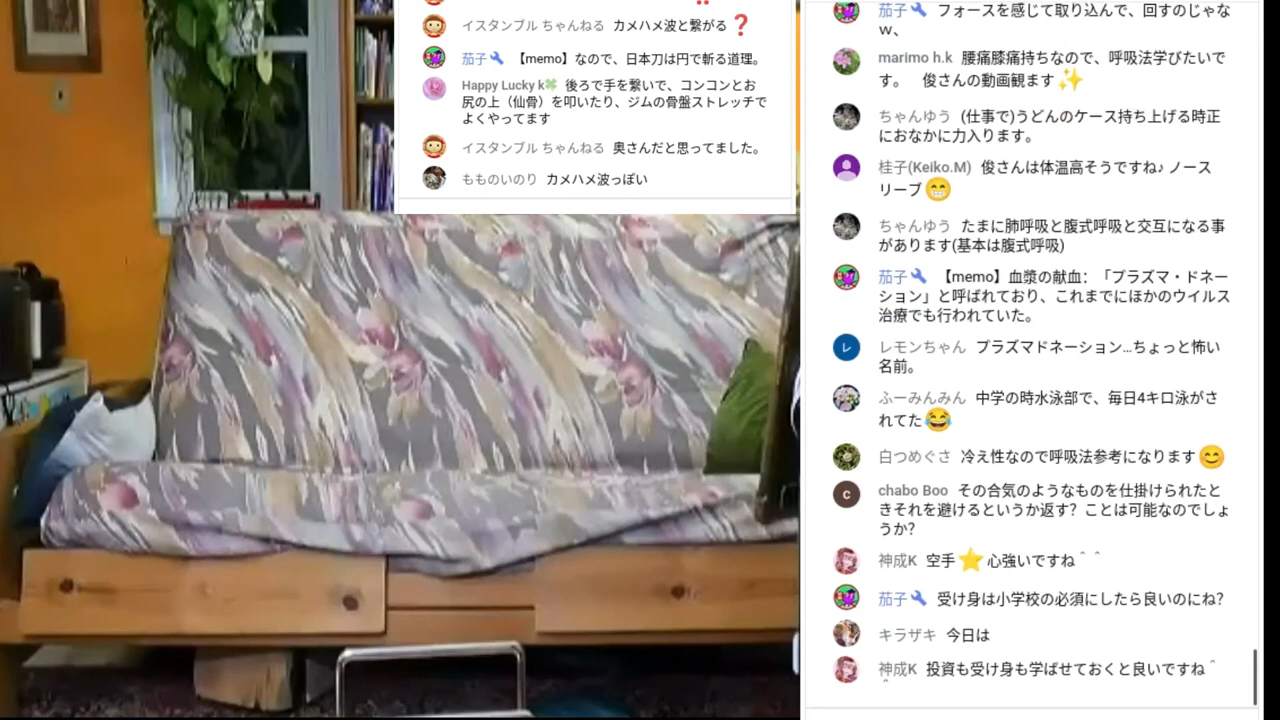 イスタンブル ちゃんねる カメハメ波と繋がる❓
茄子🔧 【memo】なので、日本刀は円で斬る道理。
Happy Lucky k🍀 後ろで手を繋いで、コンコンとお
尻の上（仙骨）を叩いたり、ジムの骨盤ストレッチで
よくやってます
イスタンブル ちゃんねる 奥さんだと思ってました。
もものいのり カメハメ波っぽい
茄子🔧 フォースを感じて取り込んで、回すのじゃな
w、
marimo h.k 腰痛膝痛持ちなので、呼吸法学びたいで
す。 俊さんの動画観ます✨
ちゃんゆう (仕事で)うどんのケース持ち上げる時正
におなかに力入ります。
桂子(Keiko.M) 俊さんは体温高そうですね♪ ノース
リーブ😁
ちゃんゆう たまに肺呼吸と腹式呼吸と交互になる事
があります(基本は腹式呼吸)
茄子🔧 【memo】血漿の献血：「プラズマ・ドネー
ション」と呼ばれており、これまでにほかのウイルス
治療でも行われていた。
レ レモンちゃん プラズマドネーション…ちょっと怖い
名前。
ふーみんみん 中学の時水泳部で、毎日4キロ泳がさ
れてた😂
白つめぐさ 冷え性なので呼吸法参考になります😊
c chabo Boo その合気のようなものを仕掛けられたと
きそれを避けるというか返す？ことは可能なのでしょ
うか？
神成K 空手⭐心強いですね＾＾
茄子🔧 受け身は小学校の必須にしたら良いのにね？
キラザキ 今日は
神成K 投資も受け身も学ばせておくと良いですね＾
＾